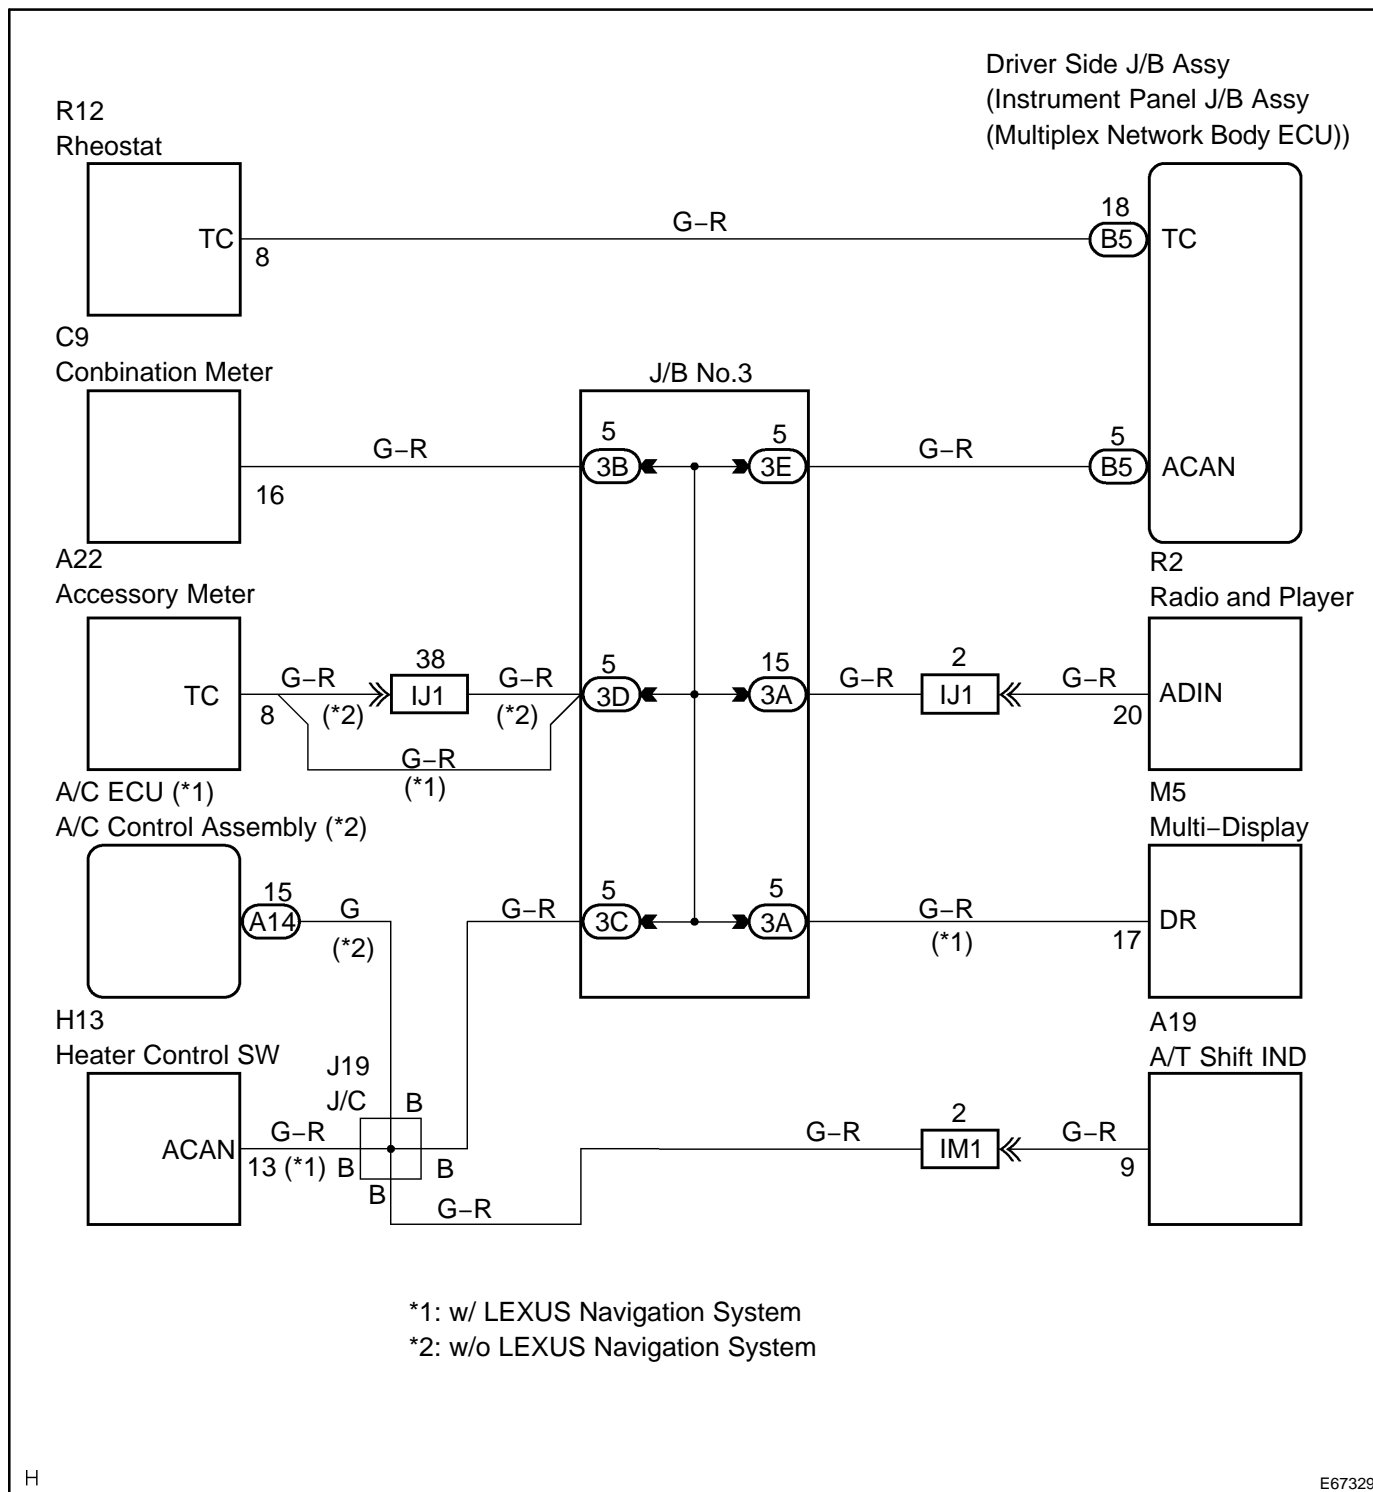 Driver Side J/B Assy
(Instrument Panel J/B Assy
(Multiplex Network Body ECU))
R12
Rheostat
TC
8
G−R
18
B5
TC
C9
Conbination Meter
J/B No.3
16
G−R
5
3B
5
3E
G−R
5
B5
ACAN
A22
Accessory Meter
TC
8
G−R
(*2)
38
IJ1
G−R
(*2)
G−R
(*1)
5
3D
15
3A
G−R
2
IJ1
G−R
20
ADIN
R2
Radio and Player
A/C ECU (*1)
A/C Control Assembly (*2)
15
A14
G
(*2)
G−R
5
3C
5
3A
G−R
(*1)
17
DR
M5
Multi−Display
H13
Heater Control SW
ACAN
G−R
13 (*1)
J19
J/C
B
B
B
B
G−R
G−R
2
IM1
G−R
9
A19
A/T Shift IND
*1: w/ LEXUS Navigation System
*2: w/o LEXUS Navigation System
H
E67329